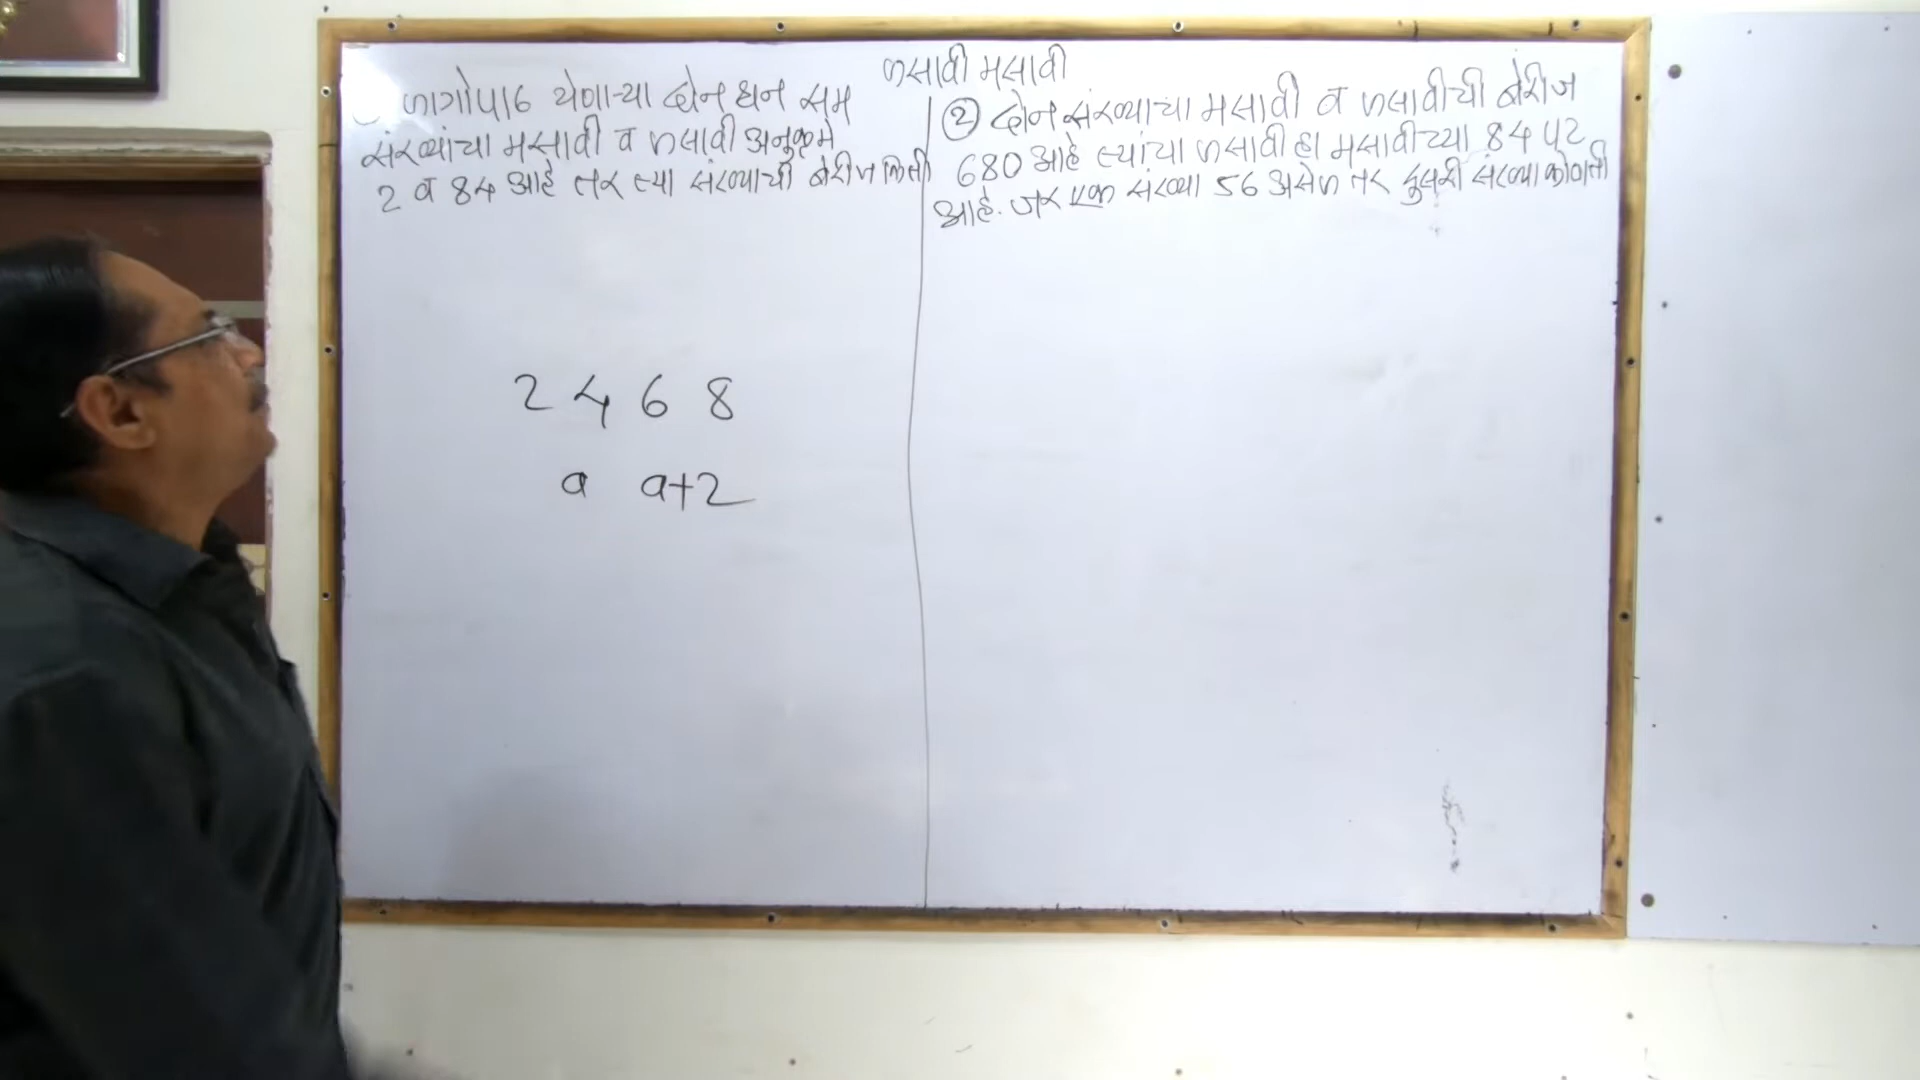 लसावी मसावी
लागोपाठ येणाऱ्या दोन धन सम
संख्यांचा मसावी व लसावी अनुक्रमे
2 व 84 आहे तर त्या संख्याची बेरीज किती
2 4 6 8
a a+2
② दोन संख्याचा मसावी व लसावीची बेरीज
680 आहे त्यांचा लसावी हा मसावीच्या 84 पट
आहे. जर एक संख्या 56 असेल तर दुसरी संख्या कोणती